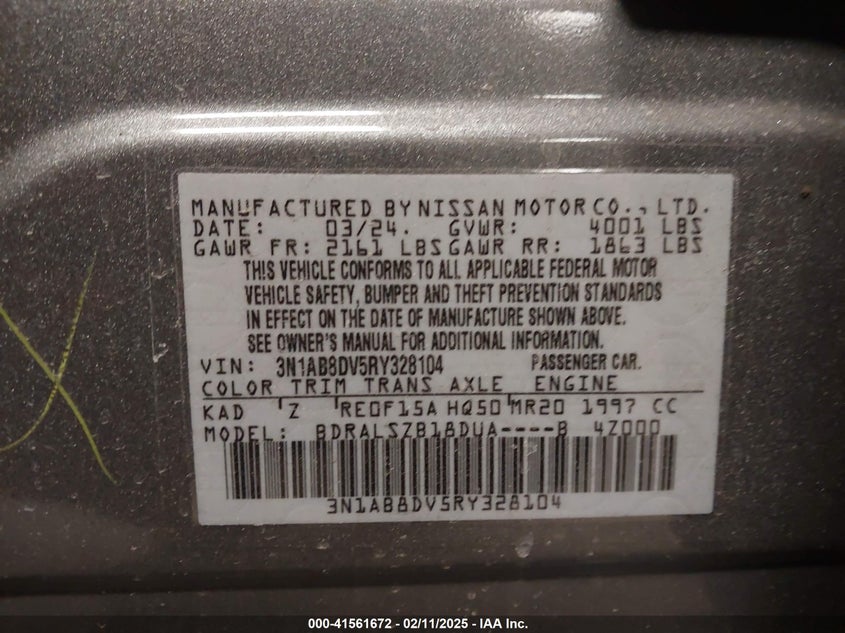 MANUFACTURED BY NISSAN MOTOR CO., LTD.
DATE: 03/24. GVWR: 4001 LBS
GAWR FR: 2161 LBS GAWR RR: 1863 LBS
THIS VEHICLE CONFORMS TO ALL APPLICABLE FEDERAL MOTOR
VEHICLE SAFETY, BUMPER AND THEFT PREVENTION STANDARDS
IN EFFECT ON THE DATE OF MANUFACTURE SHOWN ABOVE.
SEE OWNER'S MANUAL FOR ADDITIONAL INFORMATION.
VIN: 3N1AB8DV5RY328104 PASSENGER CAR.
COLOR TRIM TRANS AXLE ENGINE
KAD Z RE0F15A HQ50 MR20 1997 CC
MODEL: BDRALSZB18DUA----B 4Z000
3N1AB8DV5RY328104
000-41561672 - 02/11/2025 - IAA Inc.